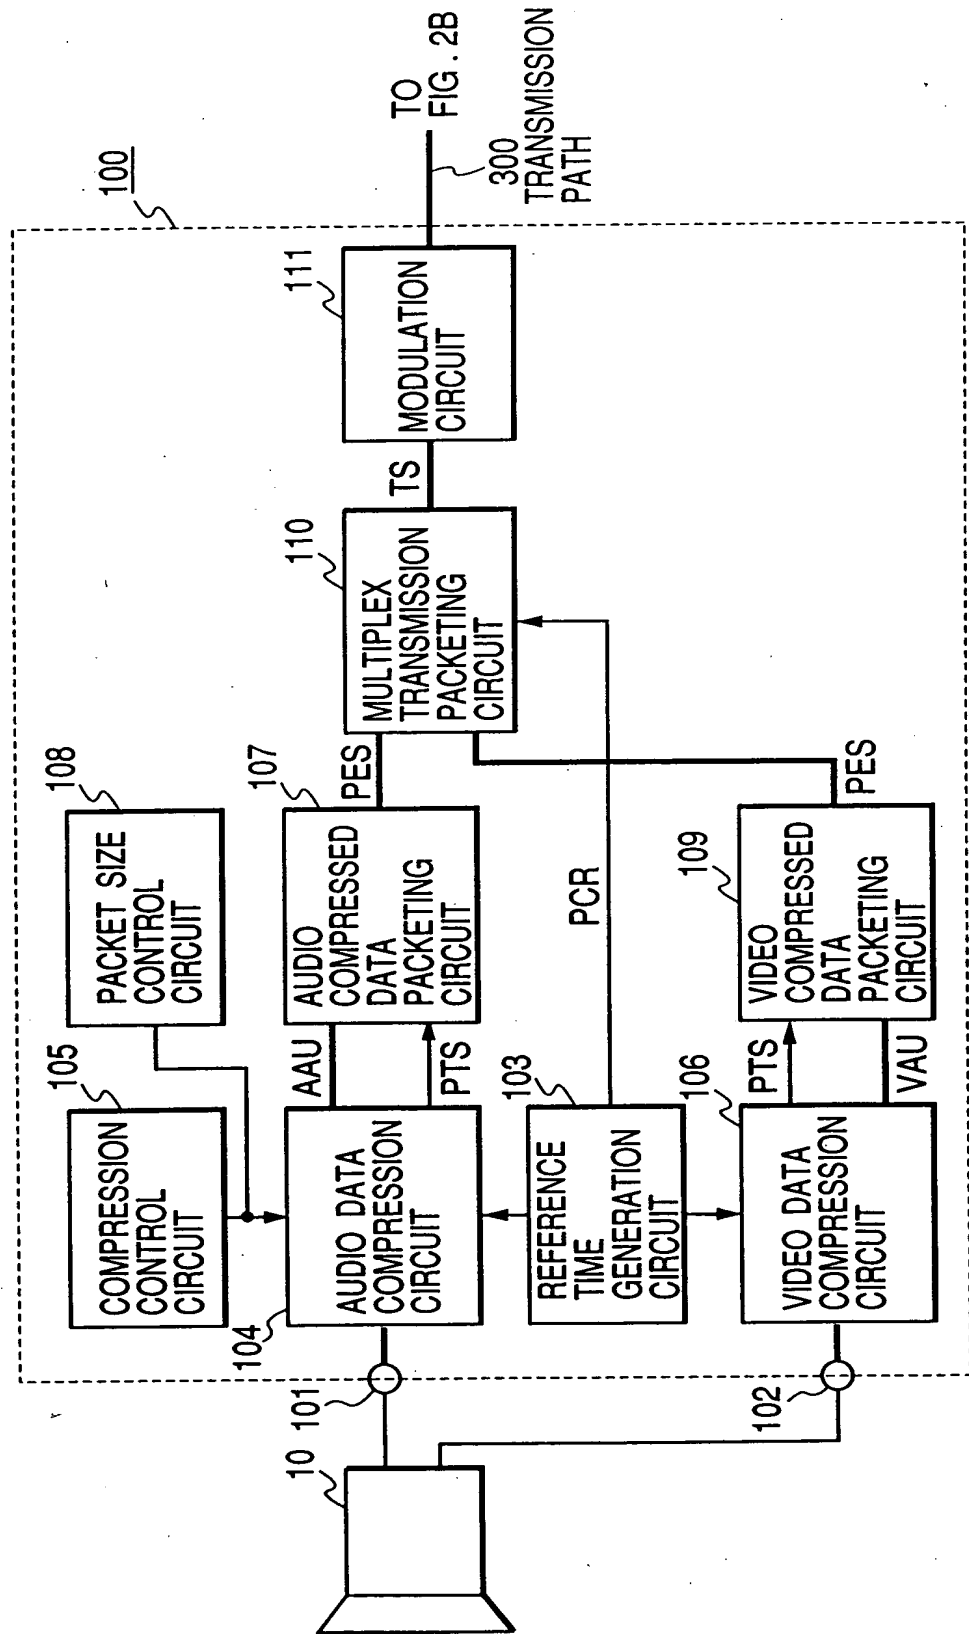 100
105
COMPRESSION
CONTROL
CIRCUIT
108
PACKET SIZE
CONTROL
CIRCUIT
104
AUDIO DATA
COMPRESSION
CIRCUIT
AAU
PTS
107
AUDIO
COMPRESSED
DATA
PACKETING
CIRCUIT
PES
110
MULTIPLEX
TRANSMISSION
PACKETING
CIRCUIT
TS
111
MODULATION
CIRCUIT
TO
FIG. 2B
300
TRANSMISSION
PATH
10
101
103
REFERENCE
TIME
GENERATION
CIRCUIT
PCR
102
106
VIDEO DATA
COMPRESSION
CIRCUIT
PTS
VAU
109
VIDEO
COMPRESSED
DATA
PACKETING
CIRCUIT
PES